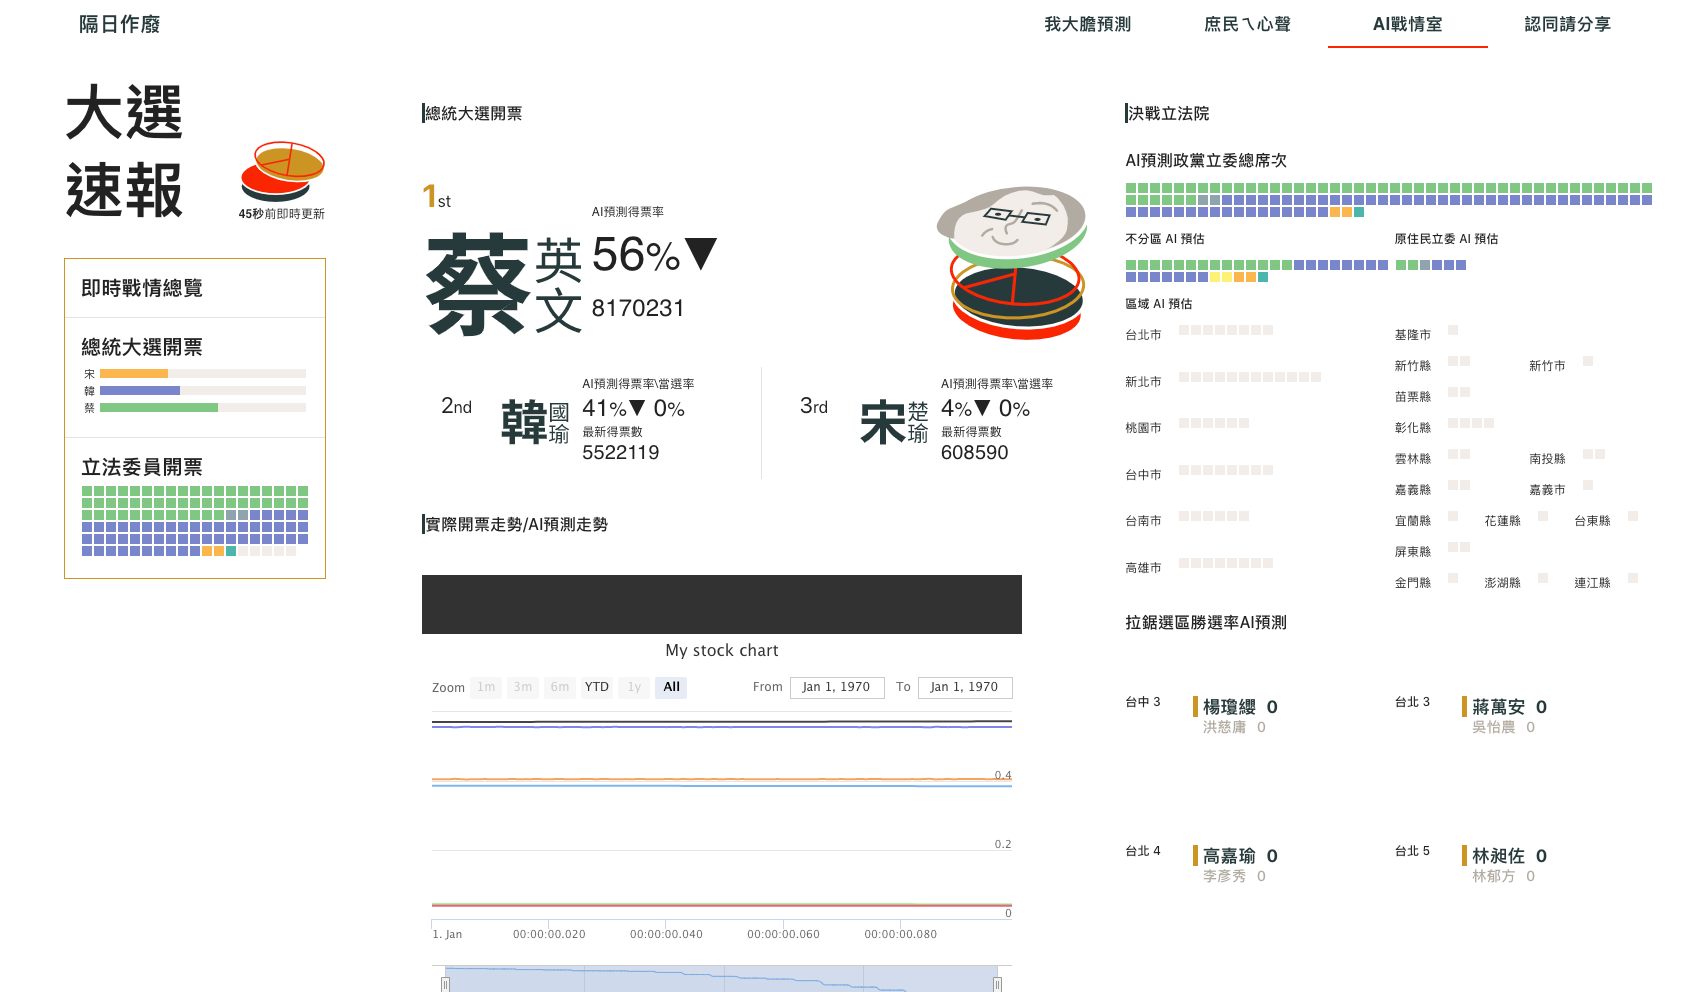 隔日作廢
我大膽預測
庶民ㄟ心聲
AI戰情室
認同請分享
大選
速報
45秒前即時更新
即時戰情總覽
總統大選開票
宋
韓
蔡
立法委員開票
總統大選開票
1st
蔡英文
AI預測得票率
56%▼
8170231
2nd
韓國瑜
AI預測得票率\當選率
41%▼ 0%
最新得票數
5522119
3rd
宋楚瑜
AI預測得票率\當選率
4%▼ 0%
最新得票數
608590
實際開票走勢/AI預測走勢
My stock chart
Zoom 1m 3m 6m YTD 1y All
From Jan 1, 1970 To Jan 1, 1970
0.4
0.2
0
1. Jan 00:00:00.020 00:00:00.040 00:00:00.060 00:00:00.080
決戰立法院
AI預測政黨立委總席次
不分區 AI 預估
原住民立委 AI 預估
區域 AI 預估
台北市
新北市
桃園市
台中市
台南市
高雄市
基隆市
新竹縣 新竹市
苗栗縣
彰化縣
雲林縣 南投縣
嘉義縣 嘉義市
宜蘭縣 花蓮縣 台東縣
屏東縣
金門縣 澎湖縣 連江縣
拉鋸選區勝選率AI預測
台中 3
楊瓊纓 0
洪慈庸 0
台北 3
蔣萬安 0
吳怡農 0
台北 4
高嘉瑜 0
李彥秀 0
台北 5
林昶佐 0
林郁方 0